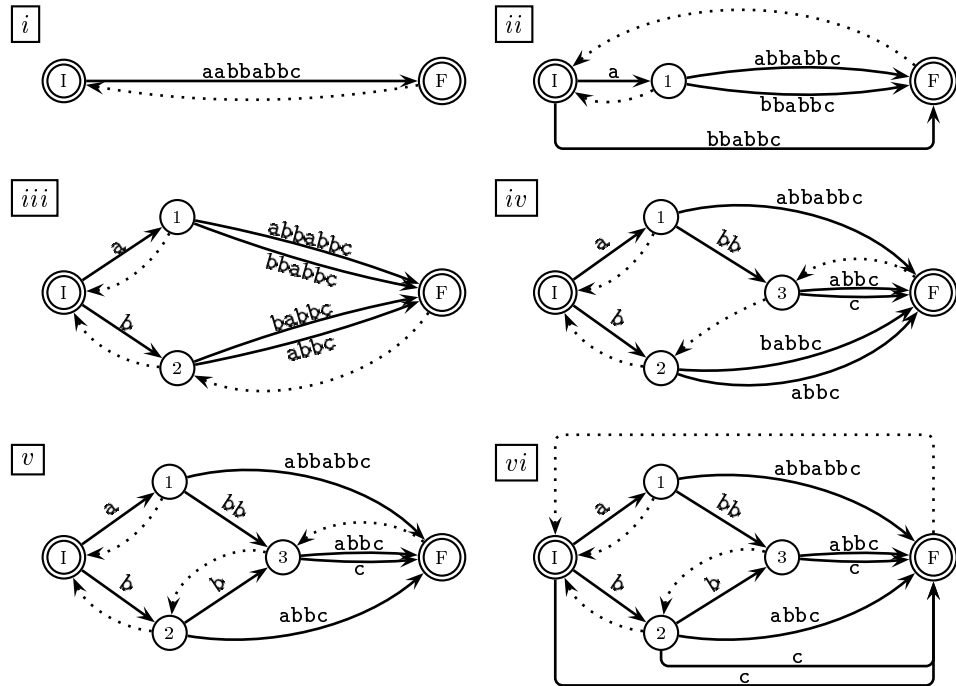 i
aabbabbc
I F
ii
abbabbc
a
I 1 F
bbabbc
bbabbc
iii
1
a abbabbc
bbabbc
I F
b babbc
abbc
2
iv
abbabbc
1
a bb
abbc
I 3 F
c
b
babbc
2
abbc
v
abbabbc
1
a bb
abbc
I 3 F
c
b b
abbc
2
vi
abbabbc
1
a bb
abbc
I 3 F
c
b b
abbc
2
c
c